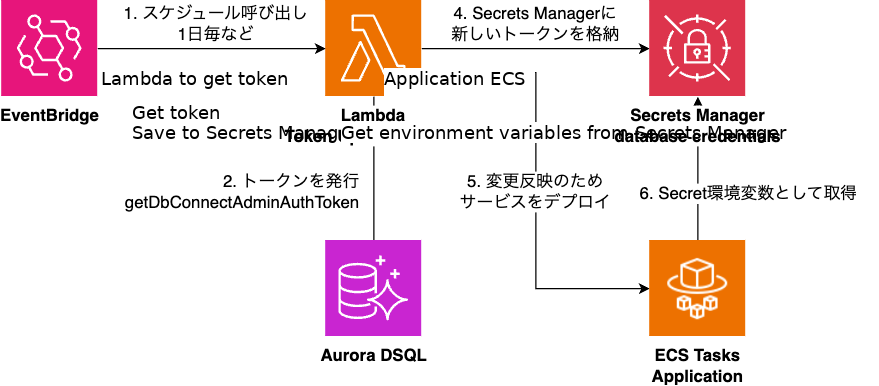 1. スケジュール呼び出し
1日毎など
4. Secrets Managerに
新しいトークンを格納
Lambda to get token
Application ECS
EventBridge
Lambda
Secrets Manager
database credentials
Get token
Save to Secrets Manag
Get environment variables from Secrets Manager
2. トークンを発行
getDbConnectAdminAuthToken
5. 変更反映のため
サービスをデプロイ
6. Secret環境変数として取得
Aurora DSQL
ECS Tasks
Application